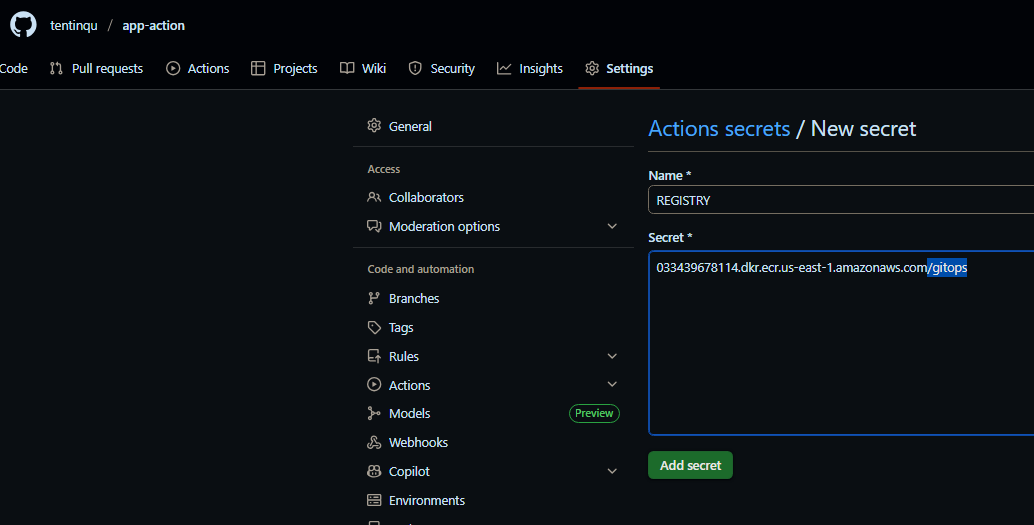 tentinqu / app-action
Code Pull requests Actions Projects Wiki Security Insights Settings
General
Access
Collaborators
Moderation options
Code and automation
Branches
Tags
Rules
Actions
Models Preview
Webhooks
Copilot
Environments
Actions secrets / New secret
Name *
REGISTRY
Secret *
033439678114.dkr.ecr.us-east-1.amazonaws.com/gitops
Add secret